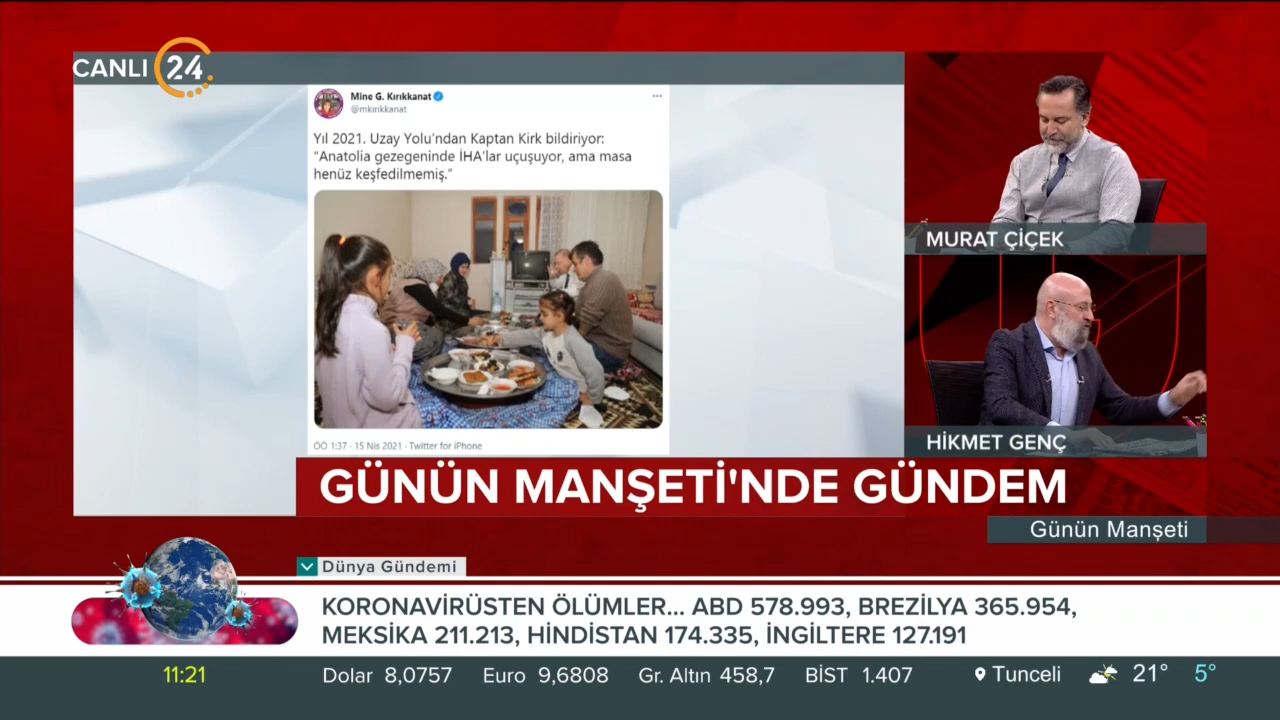 CANLI 24
Mine G. Kırıkkanat
@mkirikkanat
Yıl 2021. Uzay Yolu'ndan Kaptan Kirk bildiriyor:
"Anatolia gezegeninde İHA'lar uçuşuyor, ama masa
henüz keşfedilmemiş."
ÖÖ 1:37 · 15 Nis 2021 · Twitter for iPhone
MURAT ÇİÇEK
HİKMET GENÇ
GÜNÜN MANŞETİ'NDE GÜNDEM
Günün Manşeti
Dünya Gündemi
KORONAVİRÜSTEN ÖLÜMLER... ABD 578.993, BREZİLYA 365.954,
MEKSİKA 211.213, HİNDİSTAN 174.335, İNGİLTERE 127.191
11:21 Dolar 8,0757 Euro 9,6808 Gr. Altın 458,7 BİST 1.407 Tunceli 21° 5°